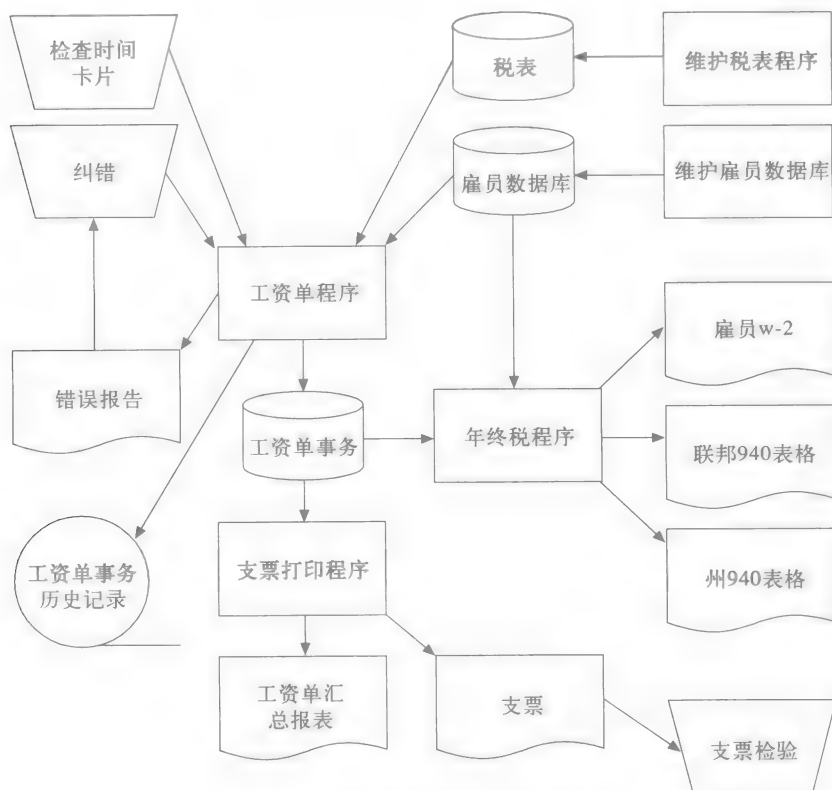 检查时间
卡片
税表
维护税表程序
纠错
雇员数据库
维护雇员数据库
工资单程序
雇员w-2
错误报告
工资单事务
年终税程序
联邦940表格
工资单事务
历史记录
支票打印程序
州940表格
工资单汇
总报表
支票
支票检验